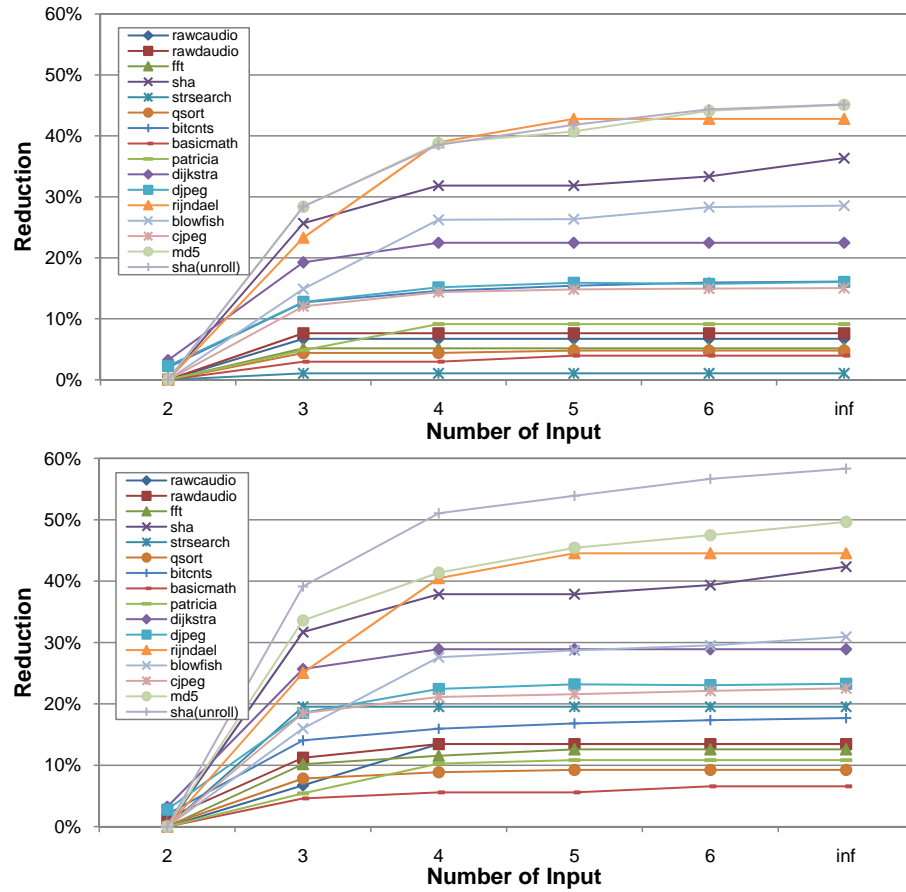 60%
50%
40%
30%
20%
10%
0%
Reduction
rawcaudio
rawdaudio
fft
sha
strsearch
qsort
bitcnts
basicmath
patricia
dijkstra
djpeg
rijndael
blowfish
cjpeg
md5
sha(unroll)
2 3 4 5 6 inf
Number of Input
60%
50%
40%
30%
20%
10%
0%
Reduction
rawcaudio
rawdaudio
fft
sha
strsearch
qsort
bitcnts
basicmath
patricia
dijkstra
djpeg
rijndael
blowfish
cjpeg
md5
sha(unroll)
2 3 4 5 6 inf
Number of Input